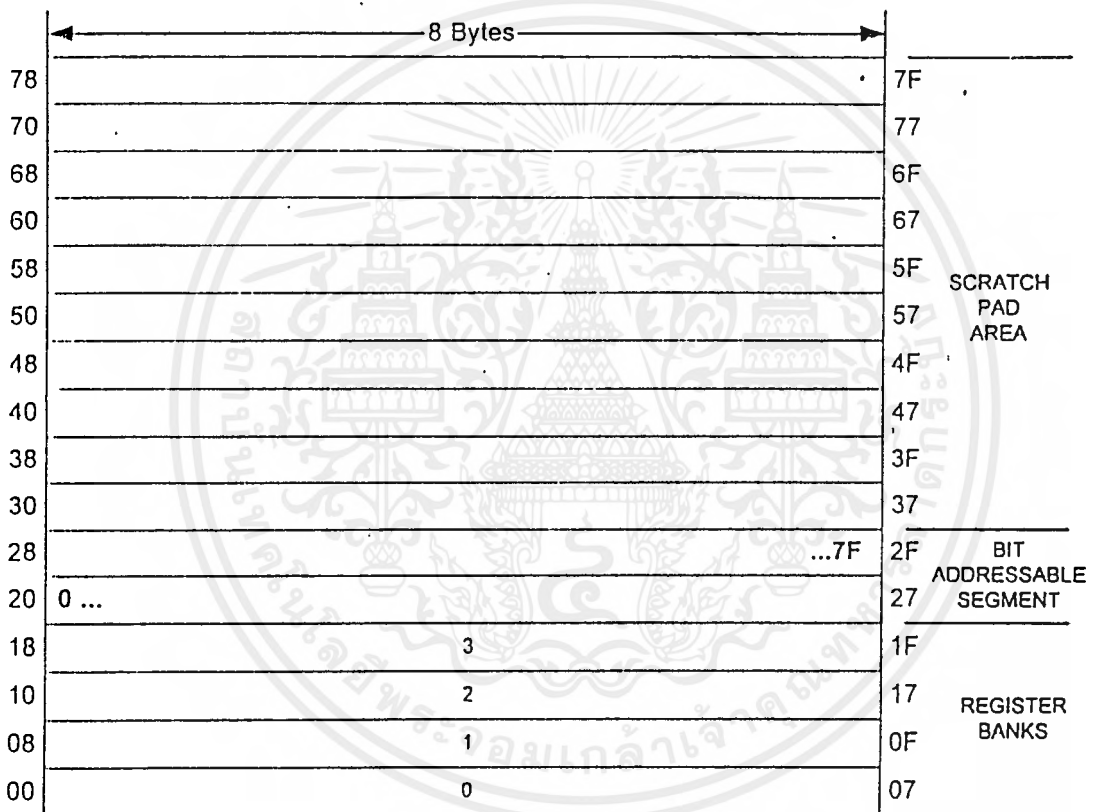 8 Bytes
78 7F
70 77
68 6F
60 67
58 5F
SCRATCH
PAD
AREA
50 57
48 4F
40 47
38 3F
30 37
28 ...7F 2F
BIT
ADDRESSABLE
SEGMENT
20 0 ... 27
18 3 1F
10 2 17
REGISTER
BANKS
08 1 0F
00 0 07